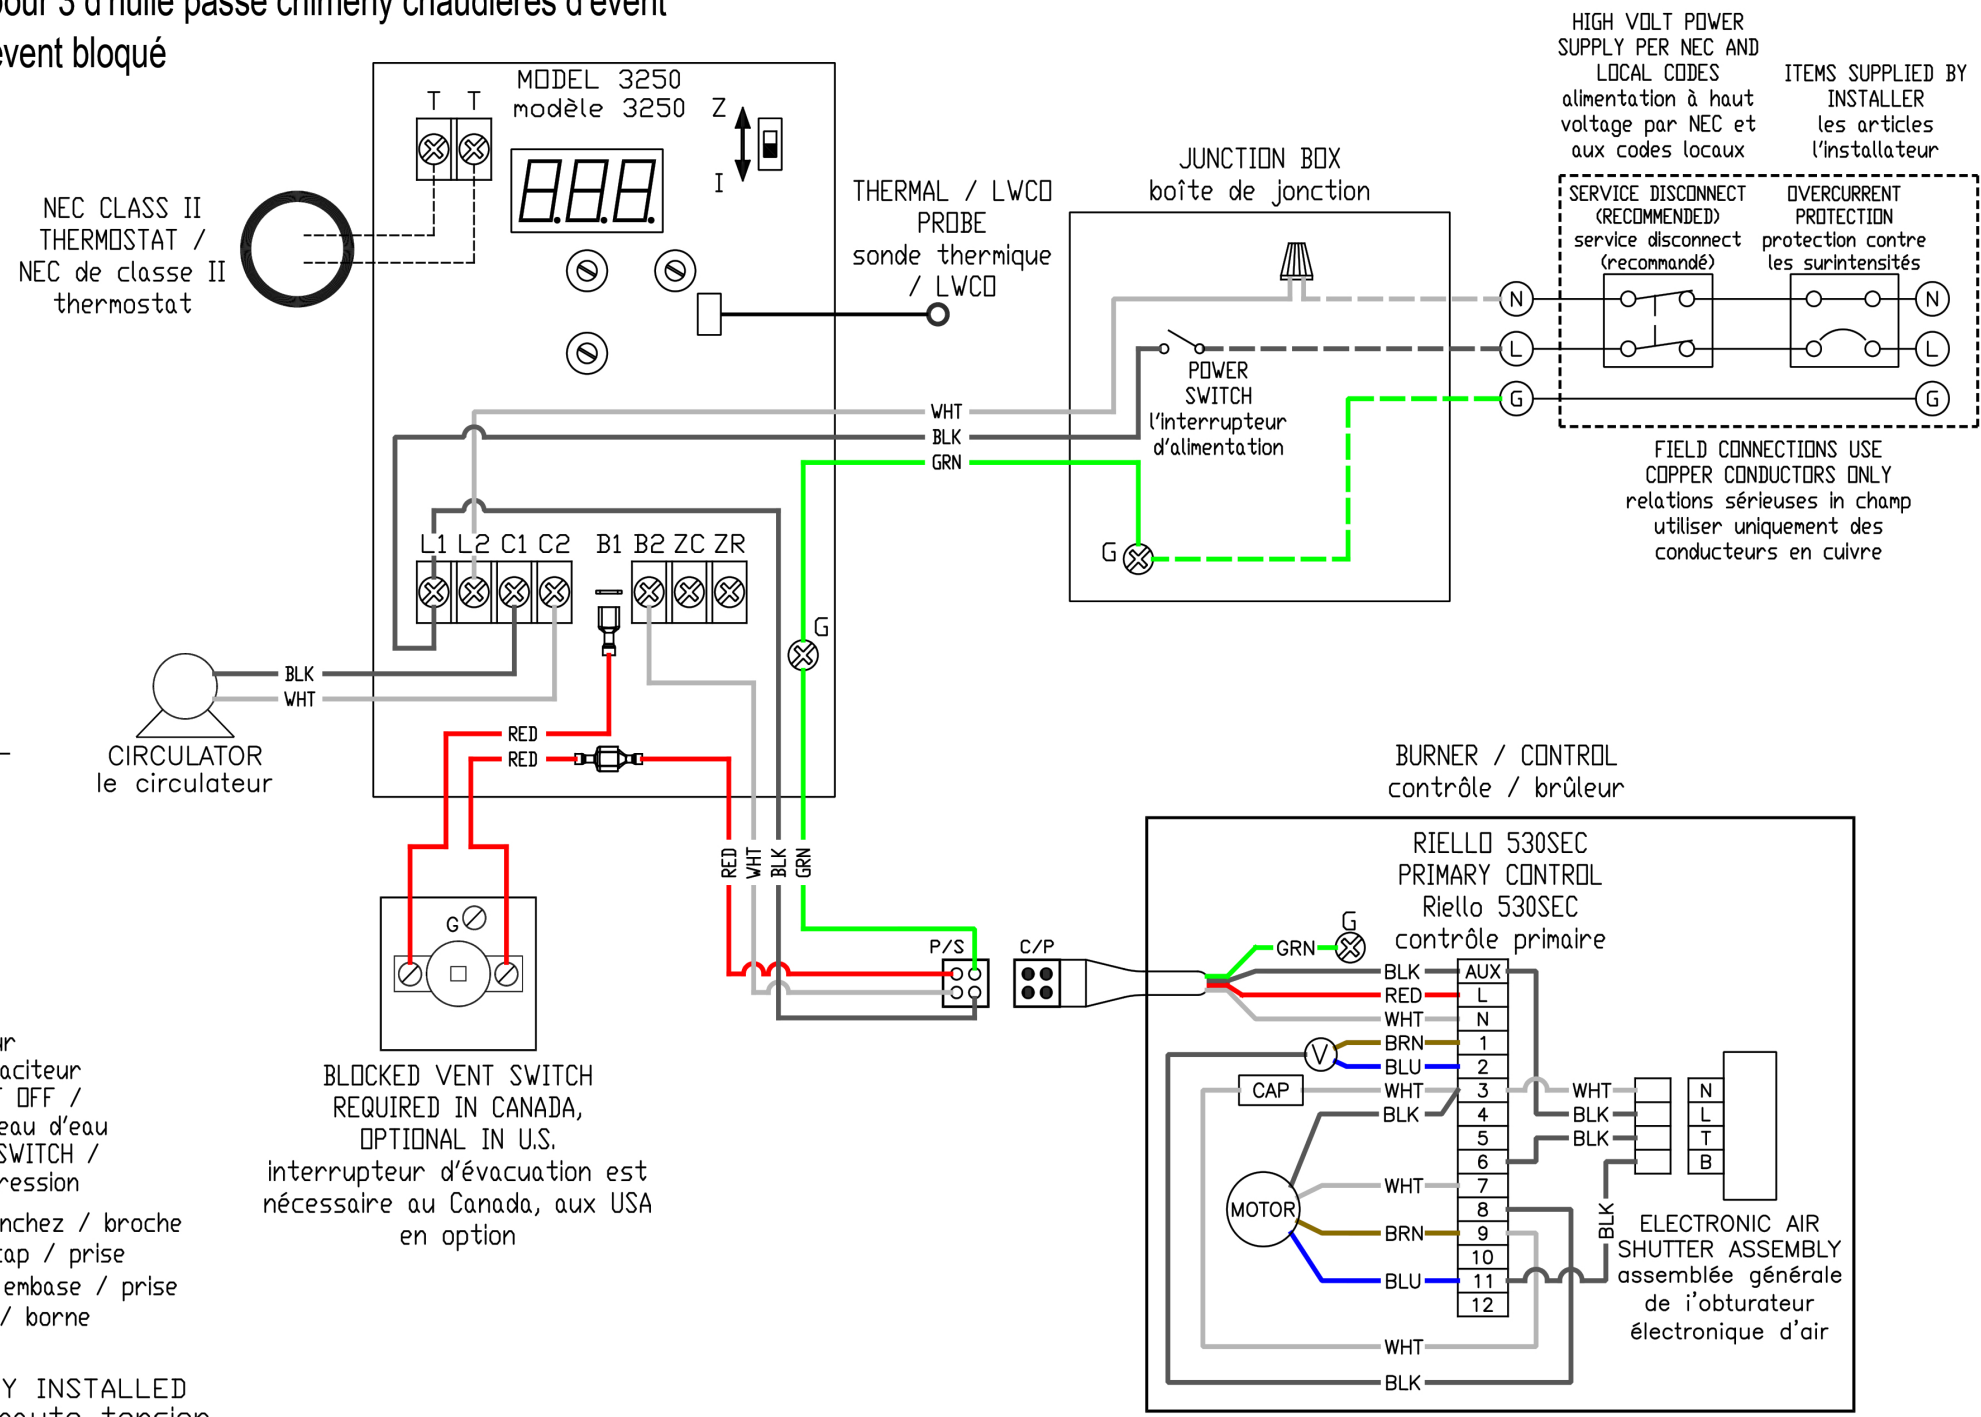 pour 3 d'huile passe chimeny chaudières d'évent
évent bloqué
MODEL 3250
modèle 3250
T T
Z
I
8.8.8.
NEC CLASS II
THERMOSTAT /
NEC de classe II
thermostat
THERMAL / LWCO
PROBE
sonde thermique
/ LWCO
JUNCTION BOX
boîte de jonction
HIGH VOLT POWER
SUPPLY PER NEC AND
LOCAL CODES
alimentation à haut
voltage par NEC et
aux codes locaux
ITEMS SUPPLIED BY
INSTALLER
les articles
l'installateur
SERVICE DISCONNECT
(RECOMMENDED)
service disconnect
(recommandé)
OVERCURRENT
PROTECTION
protection contre
les surintensités
N N
L L
G G
POWER
SWITCH
l'interrupteur
d'alimentation
WHT
BLK
GRN
G
FIELD CONNECTIONS USE
COPPER CONDUCTORS ONLY
relations sérieuses in champ
utiliser uniquement des
conducteurs en cuivre
L1 L2 C1 C2 B1 B2 ZC ZR
G
BLK
WHT
CIRCULATOR
le circulateur
RED
RED
RED WHT BLK GRN
G
BLOCKED VENT SWITCH
REQUIRED IN CANADA,
OPTIONAL IN U.S.
interrupteur d'évacuation est
nécessaire au Canada, aux USA
en option
P/S C/P
BURNER / CONTROL
contrôle / brûleur
RIELLO 530SEC
PRIMARY CONTROL
Riello 530SEC
contrôle primaire
G
GRN
BLK AUX
RED L
WHT N
BRN 1
V
BLU 2
CAP WHT 3 WHT N
BLK 4 BLK L
5 BLK T
6 B
WHT 7
MOTOR
8
BRN 9
10
BLU 11
12
BLK
WHT
BLK
ELECTRONIC AIR
SHUTTER ASSEMBLY
assemblée générale
de i'obturateur
électronique d'air
OFF /
eau d'eau
SWITCH /
ression
nchez / broche
cap / prise
embase / prise
/ borne
Y INSTALLED